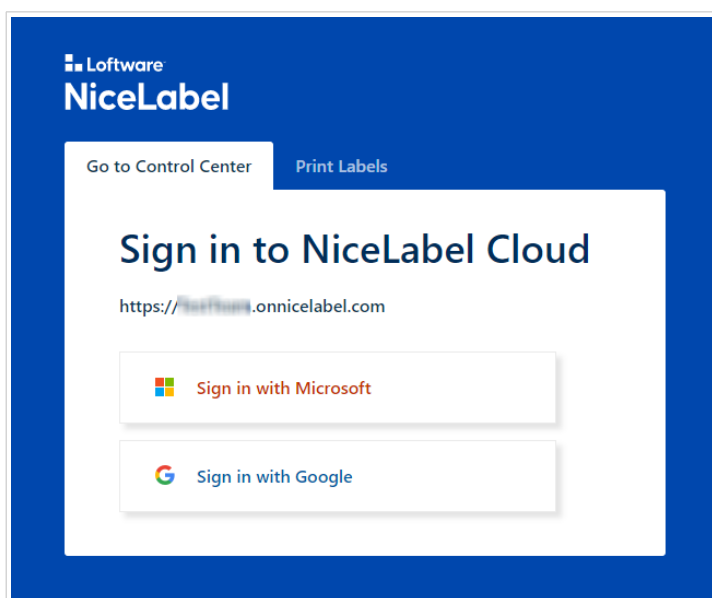 Loftware
NiceLabel
Go to Control Center Print Labels
Sign in to NiceLabel Cloud
https:// .onnicelabel.com
Sign in with Microsoft
Sign in with Google